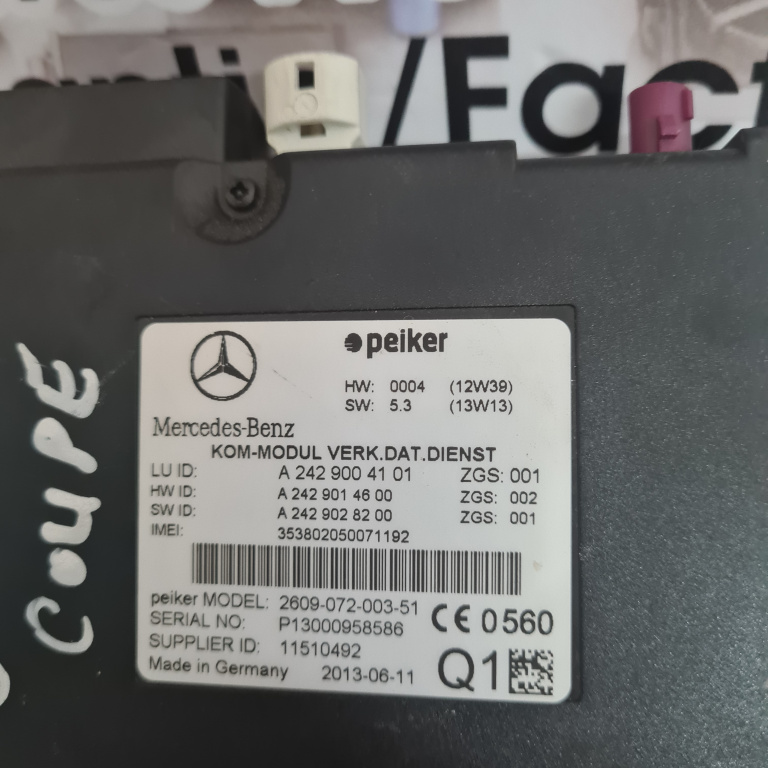 /Fact
peiker
HW: 0004 (12W39)
SW: 5.3 (13W13)
Mercedes-Benz
KOM-MODUL VERK.DAT.DIENST
LU ID: A 242 900 41 01 ZGS: 001
HW ID: A 242 901 46 00 ZGS: 002
SW ID: A 242 902 82 00 ZGS: 001
IMEI: 353802050071192
peiker MODEL: 2609-072-003-51
SERIAL NO: P13000958586
CE 0560
SUPPLIER ID: 11510492
Made in Germany 2013-06-11
Q1
COUPE